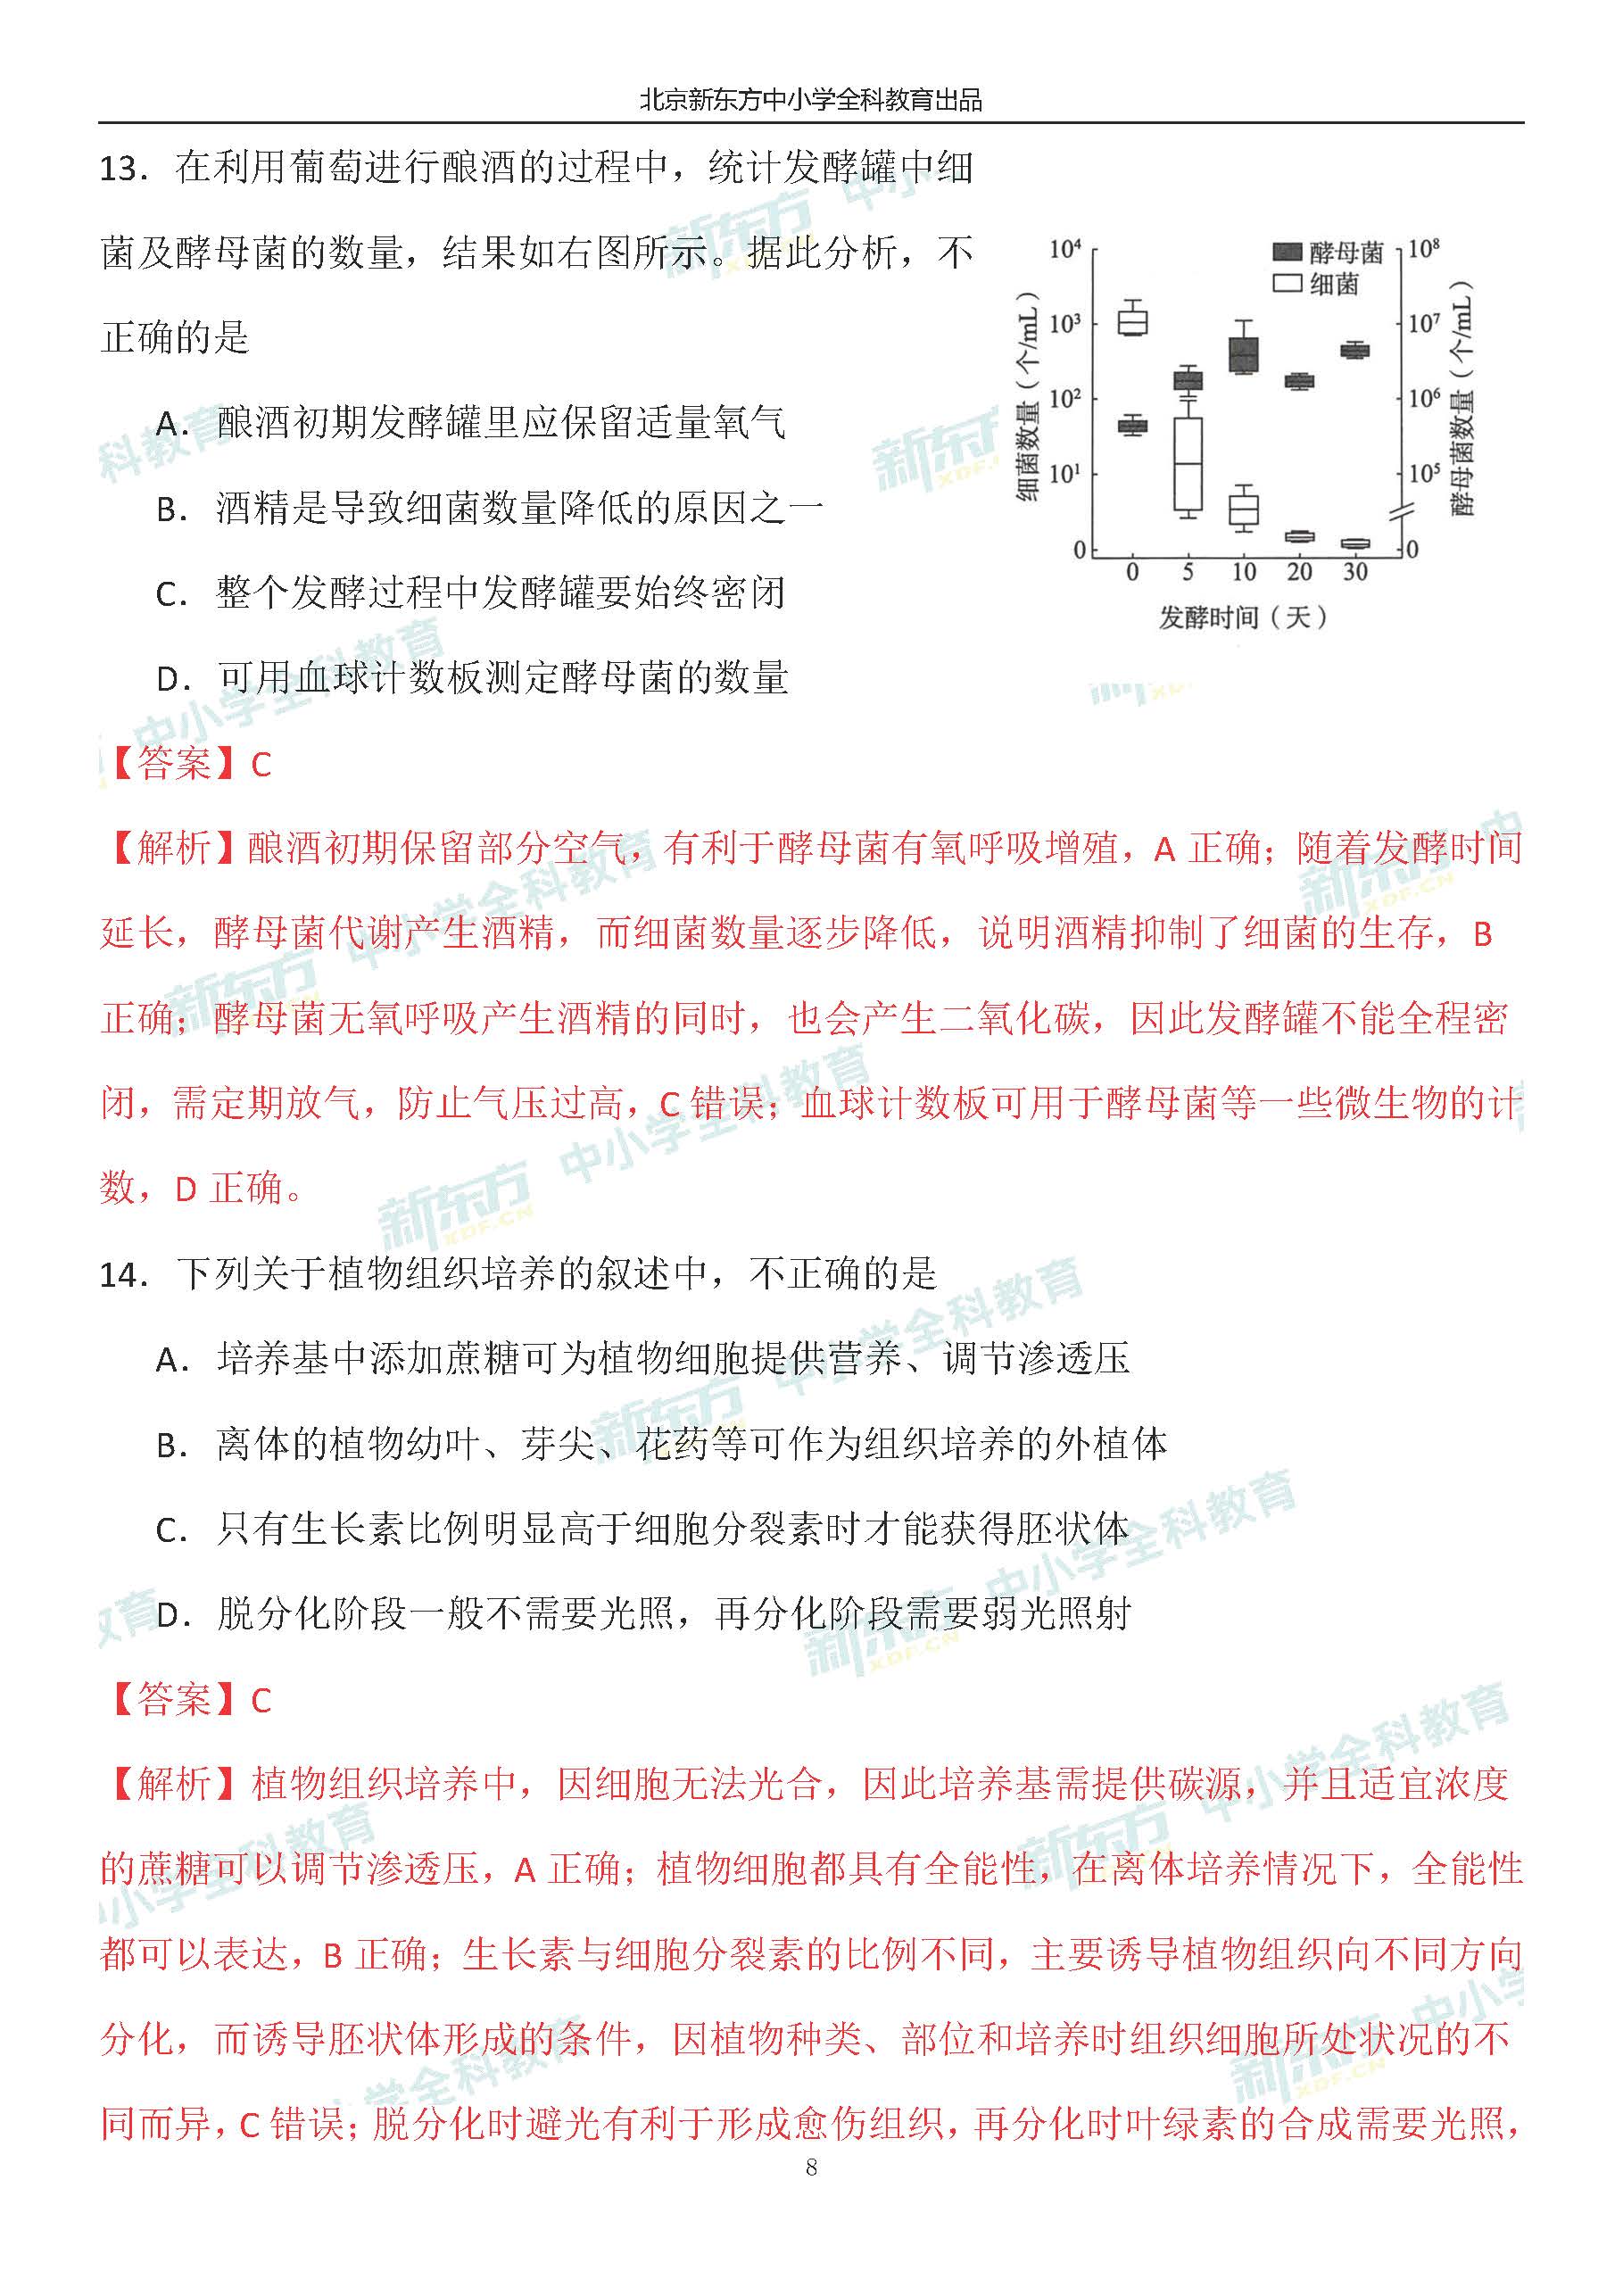 北京新东方中小学全科教育出品
13．在利用葡萄进行酿酒的过程中，统计发酵罐中细
菌及酵母菌的数量，结果如右图所示。据此分析，不
正确的是
A．酿酒初期发酵罐里应保留适量氧气
B．酒精是导致细菌数量降低的原因之一
C．整个发酵过程中发酵罐要始终密闭
D．可用血球计数板测定酵母菌的数量
细菌数量（个/mL）
10⁴
10³
10²
10¹
0
酵母菌
细菌
10⁸
10⁷
10⁶
10⁵
0
酵母菌数量（个/mL）
0 5 10 20 30
发酵时间（天）
【答案】C
【解析】酿酒初期保留部分空气，有利于酵母菌有氧呼吸增殖，A 正确；随着发酵时间
延长，酵母菌代谢产生酒精，而细菌数量逐步降低，说明酒精抑制了细菌的生存，B
正确；酵母菌无氧呼吸产生酒精的同时，也会产生二氧化碳，因此发酵罐不能全程密
闭，需定期放气，防止气压过高，C 错误；血球计数板可用于酵母菌等一些微生物的计
数，D 正确。
14．下列关于植物组织培养的叙述中，不正确的是
A．培养基中添加蔗糖可为植物细胞提供营养、调节渗透压
B．离体的植物幼叶、芽尖、花药等可作为组织培养的外植体
C．只有生长素比例明显高于细胞分裂素时才能获得胚状体
D．脱分化阶段一般不需要光照，再分化阶段需要弱光照射
【答案】C
【解析】植物组织培养中，因细胞无法光合，因此培养基需提供碳源，并且适宜浓度
的蔗糖可以调节渗透压，A 正确；植物细胞都具有全能性，在离体培养情况下，全能性
都可以表达，B 正确；生长素与细胞分裂素的比例不同，主要诱导植物组织向不同方向
分化，而诱导胚状体形成的条件，因植物种类、部位和培养时组织细胞所处状况的不
同而异，C 错误；脱分化时避光有利于形成愈伤组织，再分化时叶绿素的合成需要光照，
8